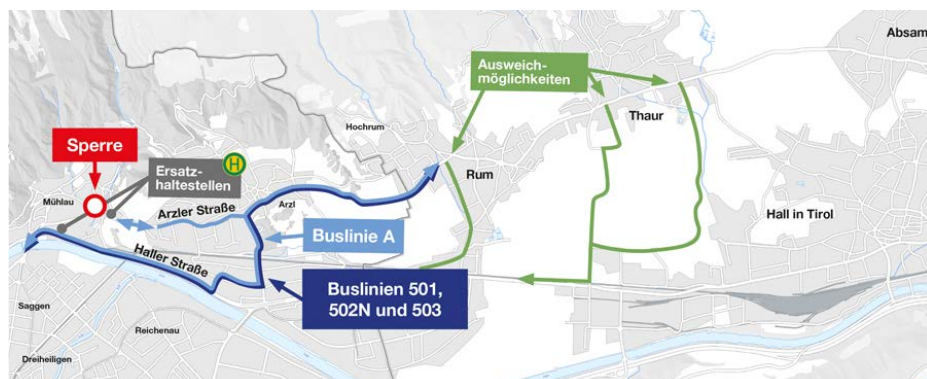 Absam
Ausweich-
möglichkeiten
Thaur
Hochrum
Sperre
H
Ersatz-
haltestellen
Rum
Mühlau
Arzl
Arzler Straße
Hall in Tirol
Buslinie A
Haller Straße
Buslinien 501,
502N und 503
Saggen
Reichenau
Dreiheiligen